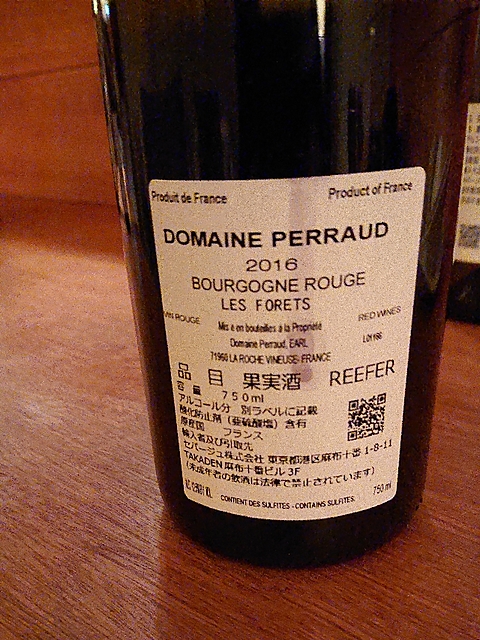 Produit de France
Product of France
DOMAINE PERRAUD
2016
BOURGOGNE ROUGE
LES FORETS
VIN ROUGE
RED WINES
Mis en bouteilles à la Propriété
Domaine Perraud, EARL
71960 LA ROCHE VINEUSE- FRANCE
品目 果実酒 REEFER
容量 750ml
アルコール分 別ラベルに記載
酸化防止剤(亜硫酸塩)含有
原産国 フランス
輸入者及び引取先
セパージュ株式会社 東京都港区麻布十番 1-8-11
TAKADEN 麻布十番ビル 3F
(未成年者の飲酒は法律で禁止されています)
CONTIENT DES SULFITES - CONTAINS SULFITES.
750 ml